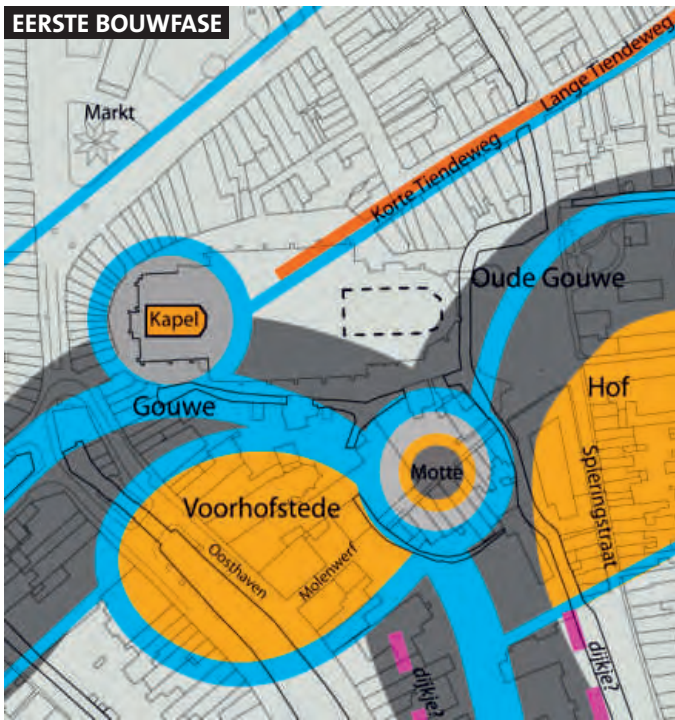 EERSTE BOUWFASE
Markt
Lange Tiendeweg
Korte Tiendeweg
Oude Gouwe
Kapel
Hof
Gouwe
Motte
Spieringstraat
Voorhofstede
Oosthaven
Molenwerf
dijkje?
dijkje?